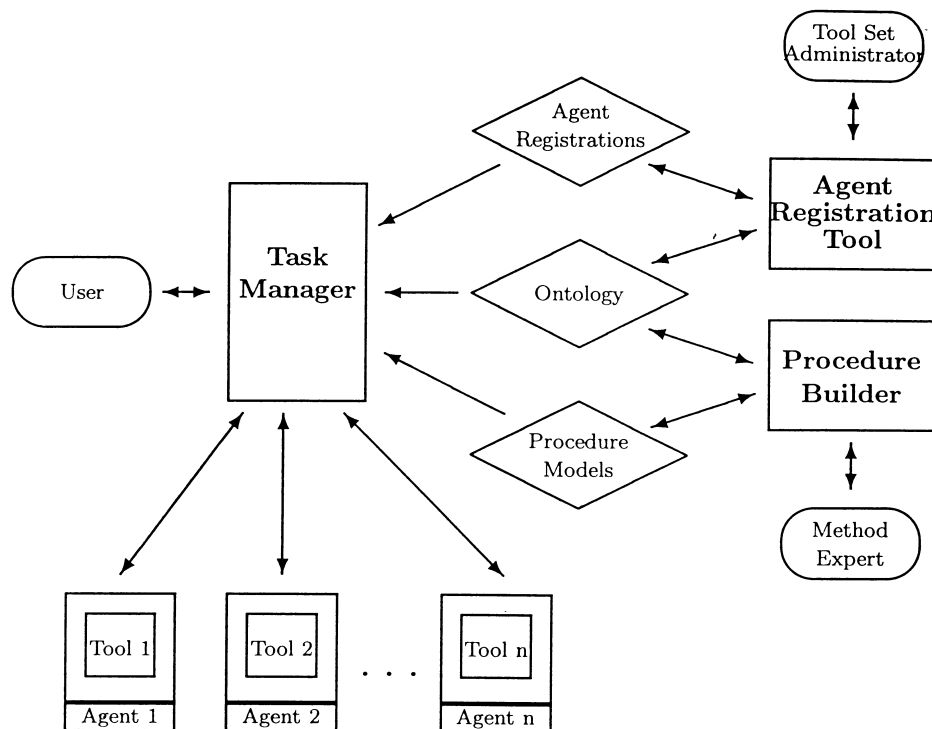 Tool Set
Administrator
Agent
Registrations
Agent
Registration
Tool
Task
Manager
User
Ontology
Procedure
Builder
Procedure
Models
Method
Expert
Tool 1
Tool 2
. . .
Tool n
Agent 1
Agent 2
Agent n